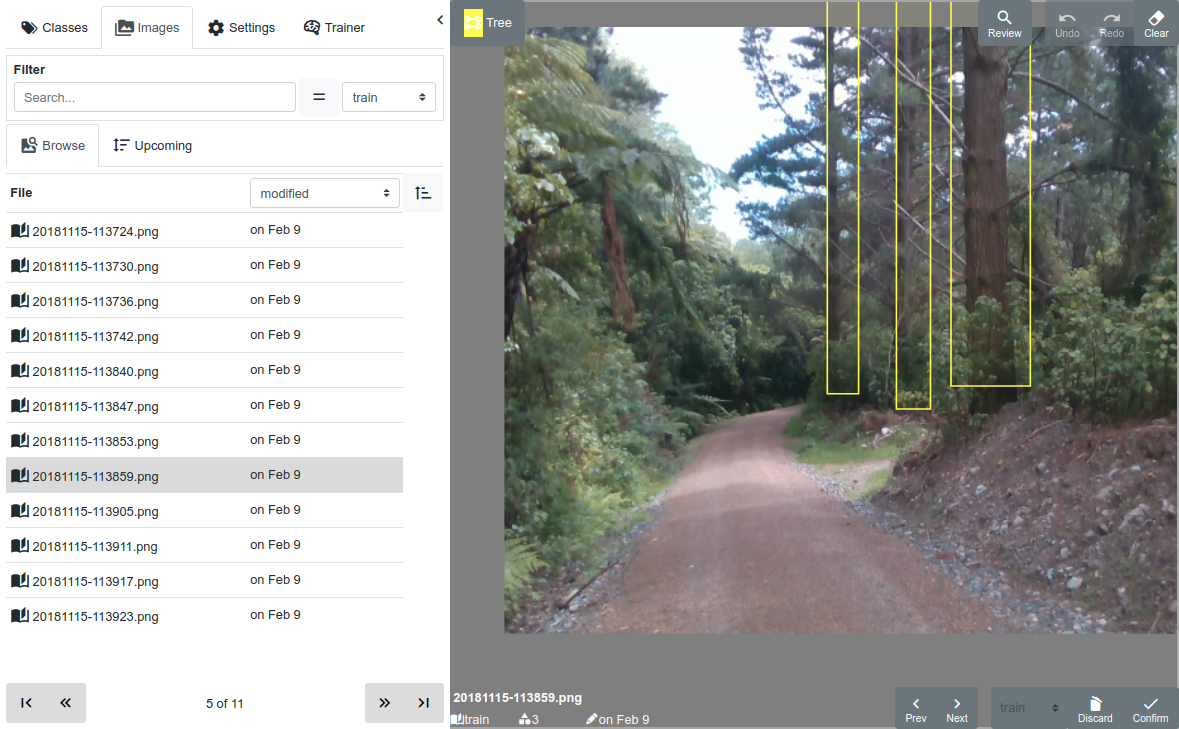 Classes Images Settings Trainer
Filter
Search... = train
Browse Upcoming
File modified
20181115-113724.png on Feb 9
20181115-113730.png on Feb 9
20181115-113736.png on Feb 9
20181115-113742.png on Feb 9
20181115-113840.png on Feb 9
20181115-113847.png on Feb 9
20181115-113853.png on Feb 9
20181115-113859.png on Feb 9
20181115-113905.png on Feb 9
20181115-113911.png on Feb 9
20181115-113917.png on Feb 9
20181115-113923.png on Feb 9
5 of 11
Tree
Review Undo Redo Clear
20181115-113859.png
train 3 on Feb 9
Prev Next train Discard Confirm